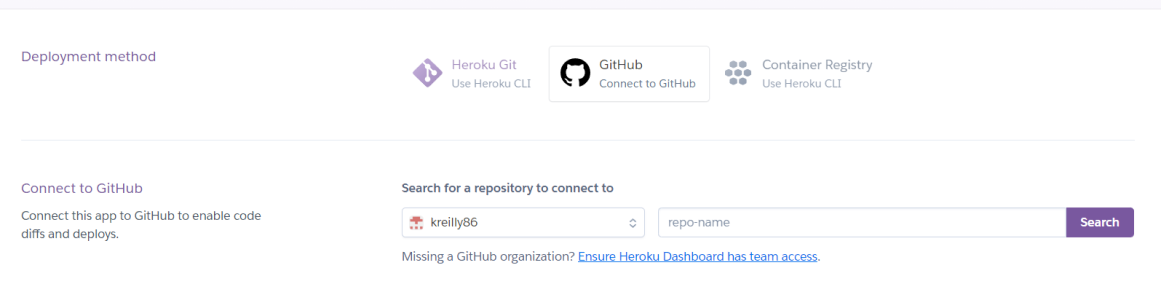 Deployment method
Heroku Git
Use Heroku CLI
GitHub
Connect to GitHub
Container Registry
Use Heroku CLI
Connect to GitHub
Connect this app to GitHub to enable code
diffs and deploys.
Search for a repository to connect to
kreilly86
repo-name
Search
Missing a GitHub organization? Ensure Heroku Dashboard has team access.